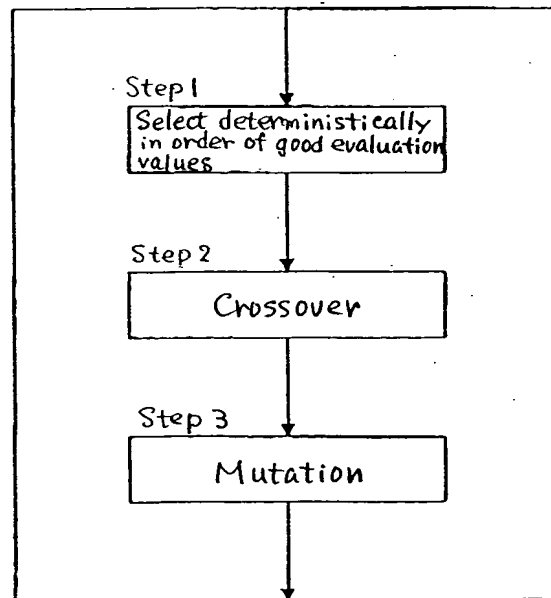 Step 1
Select deterministically
in order of good evaluation
values
Step 2
Crossover
Step 3
Mutation